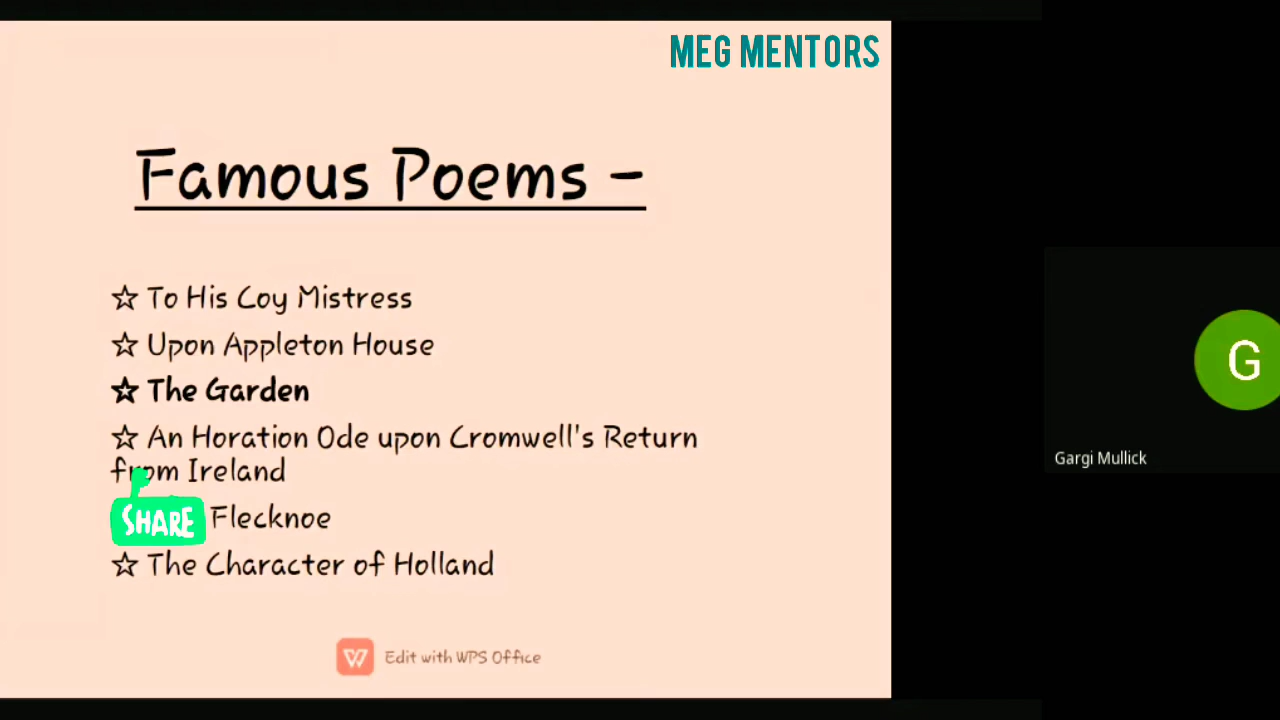 MEG MENTORS
Famous Poems -
☆ To His Coy Mistress
☆ Upon Appleton House
☆ The Garden
☆ An Horation Ode upon Cromwell's Return
from Ireland
SHARE Flecknoe
☆ The Character of Holland
W Edit with WPS Office
G
Gargi Mullick